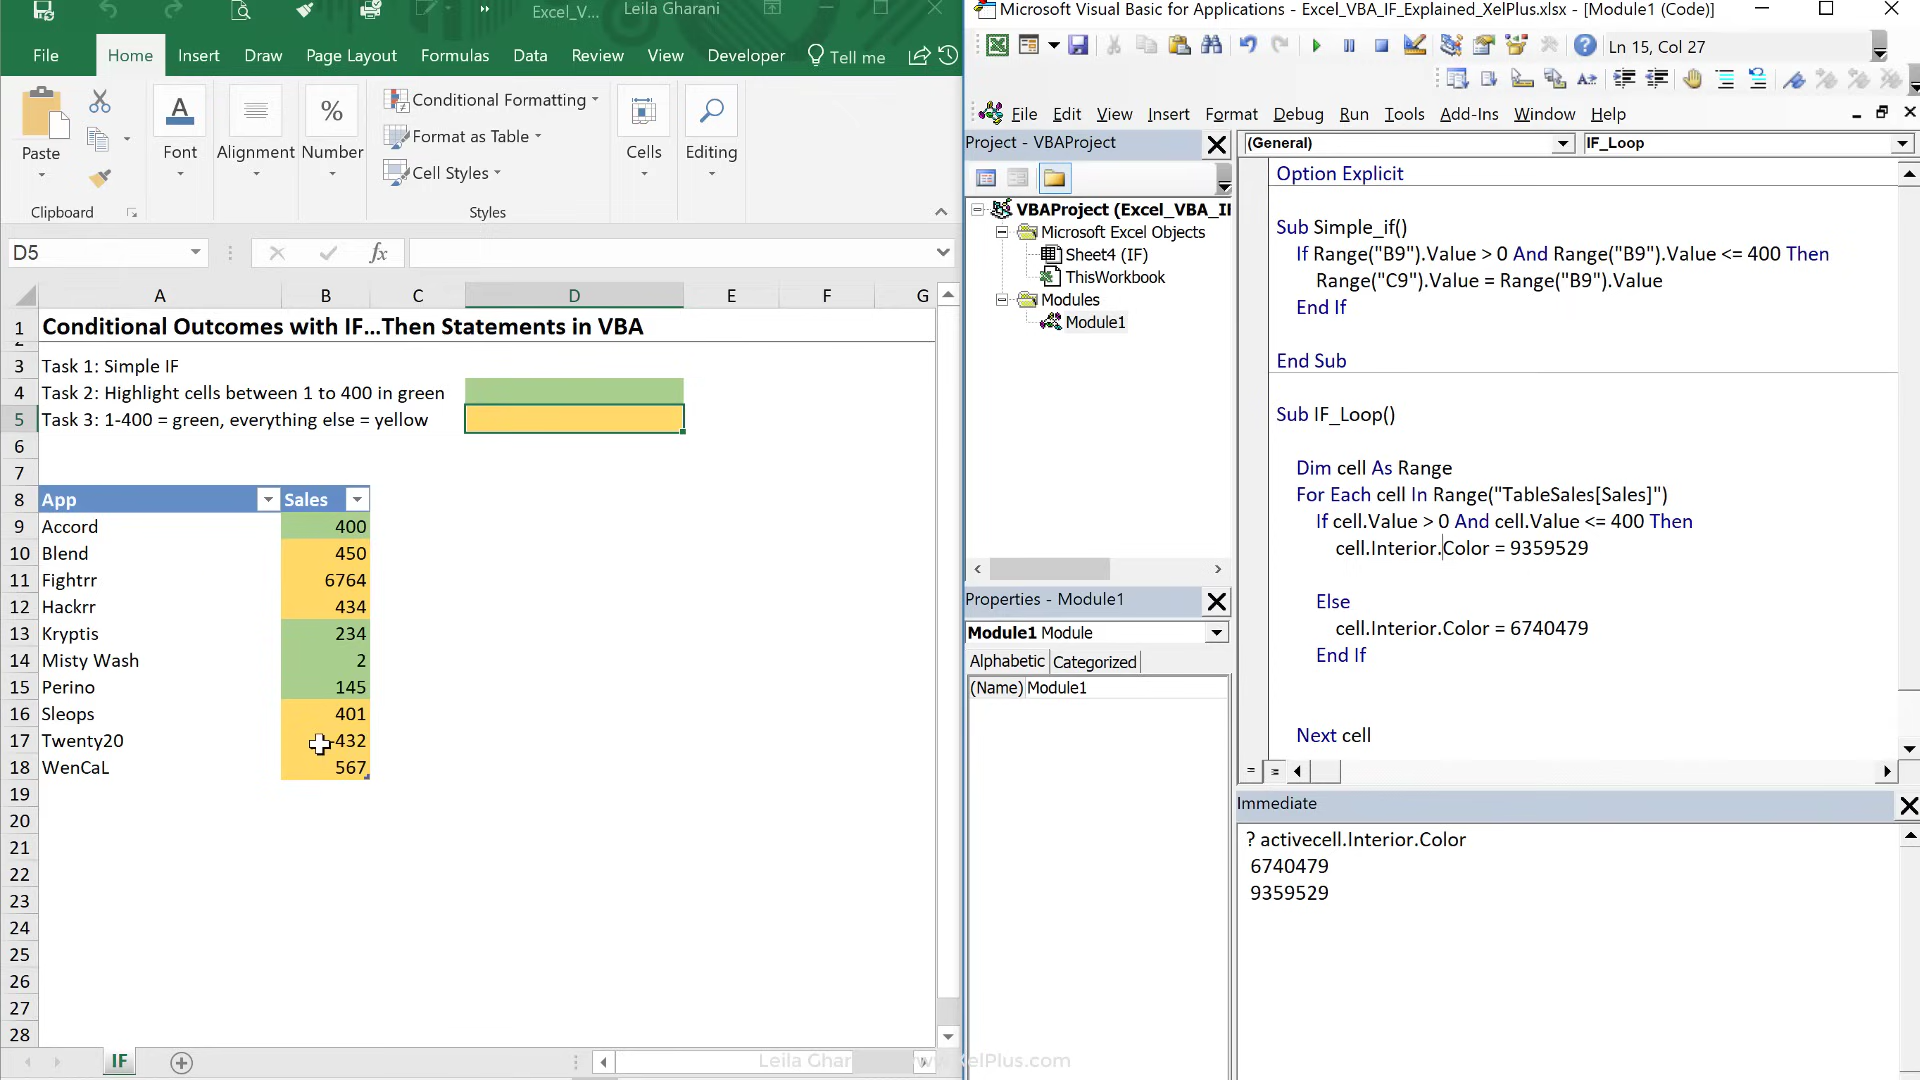 Excel_V...
Leila Gharani
File Home Insert Draw Page Layout Formulas Data Review View Developer Tell me
Paste
Font
Alignment
Number
Conditional Formatting
Format as Table
Cell Styles
Cells
Editing
Clipboard
Styles
D5
fx
A B C D E F G
1 Conditional Outcomes with IF...Then Statements in VBA
2
3 Task 1: Simple IF
4 Task 2: Highlight cells between 1 to 400 in green
5 Task 3: 1-400 = green, everything else = yellow
6
7
8 App Sales
9 Accord 400
10 Blend 450
11 Fightrr 6764
12 Hackrr 434
13 Kryptis 234
14 Misty Wash 2
15 Perino 145
16 Sleops 401
17 Twenty20 432
18 WenCaL 567
19
20
21
22
23
24
25
26
27
28
IF
Microsoft Visual Basic for Applications - Excel_VBA_IF_Explained_XelPlus.xlsx - [Module1 (Code)]
Ln 15, Col 27
File Edit View Insert Format Debug Run Tools Add-Ins Window Help
Project - VBAProject
VBAProject (Excel_VBA_I
Microsoft Excel Objects
Sheet4 (IF)
ThisWorkbook
Modules
Module1
Properties - Module1
Module1 Module
Alphabetic Categorized
(Name) Module1
(General) IF_Loop
Option Explicit
Sub Simple_if()
If Range("B9").Value > 0 And Range("B9").Value <= 400 Then
Range("C9").Value = Range("B9").Value
End If
End Sub
Sub IF_Loop()
Dim cell As Range
For Each cell In Range("TableSales[Sales]")
If cell.Value > 0 And cell.Value <= 400 Then
cell.Interior.Color = 9359529
Else
cell.Interior.Color = 6740479
End If
Next cell
Immediate
? activecell.Interior.Color
6740479
9359529